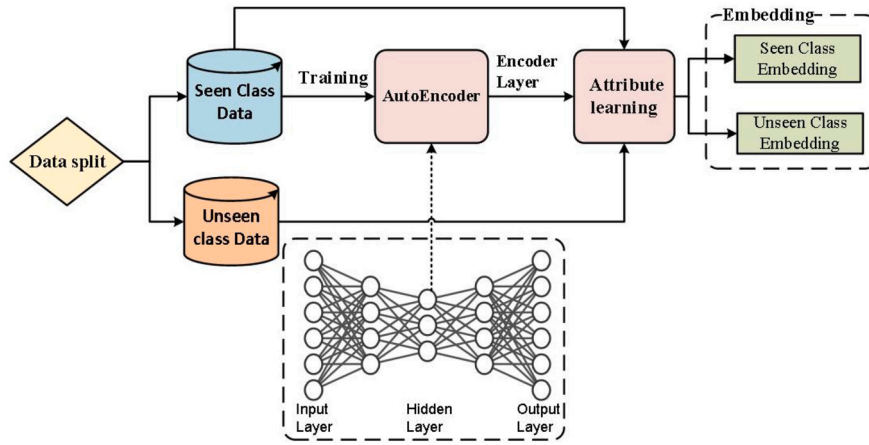 Embedding
Seen Class
Embedding
Unseen Class
Embedding
Training
Encoder
Layer
Seen Class
Data
AutoEncoder
Attribute
learning
Data split
Unseen
class Data
Input
Layer
Hidden
Layer
Output
Layer